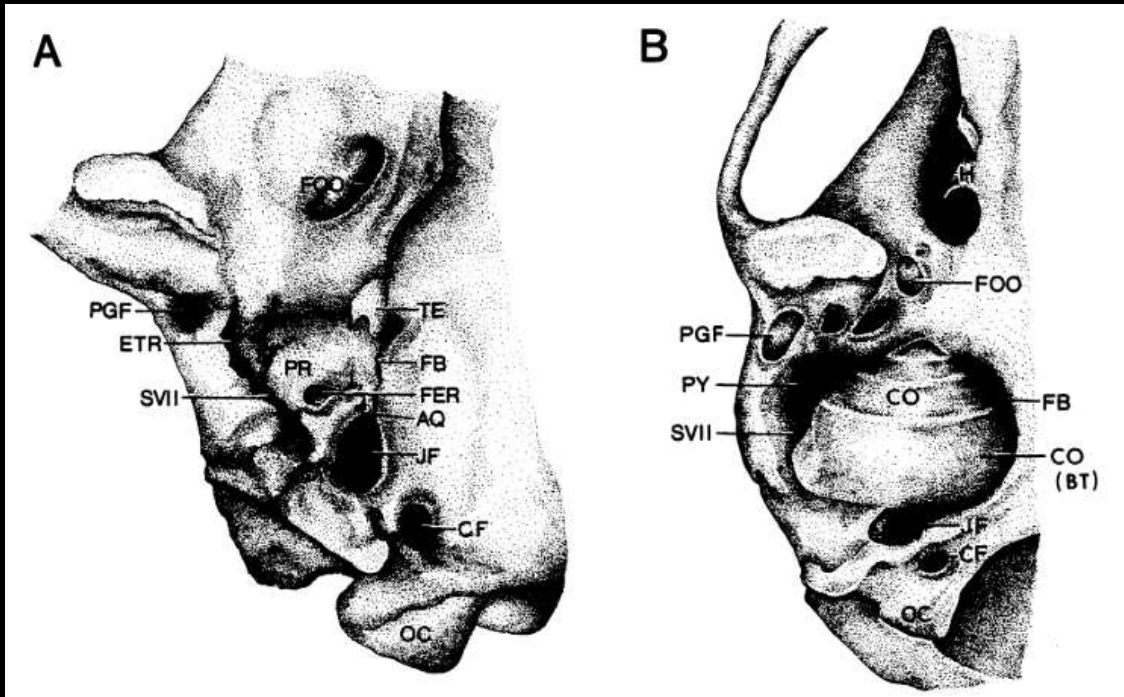 A
FOO
PGF
TE
ETR
PR
FB
SVII
FER
AQ
JF
CF
OC
B
H
FOO
PGF
PY
CO
FB
SVII
CO
(BT)
JF
CF
OC